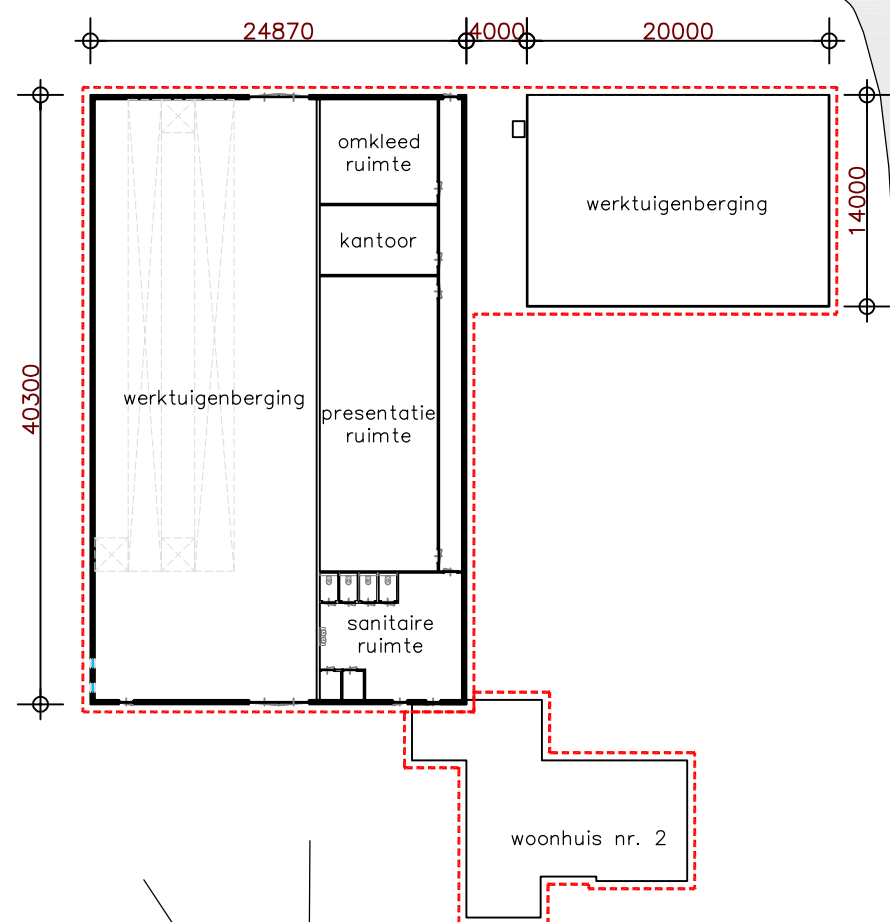 24870
4000
20000
omkleed
ruimte
werktuigenberging
14000
kantoor
40300
werktuigenberging
presentatie
ruimte
sanitaire
ruimte
woonhuis nr. 2